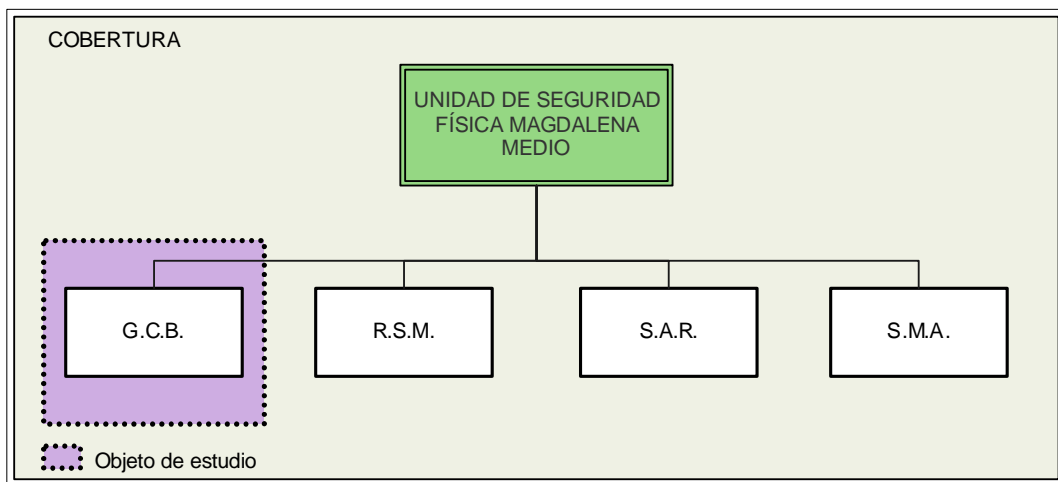 COBERTURA
UNIDAD DE SEGURIDAD
FÍSICA MAGDALENA
MEDIO
G.C.B.
R.S.M.
S.A.R.
S.M.A.
Objeto de estudio